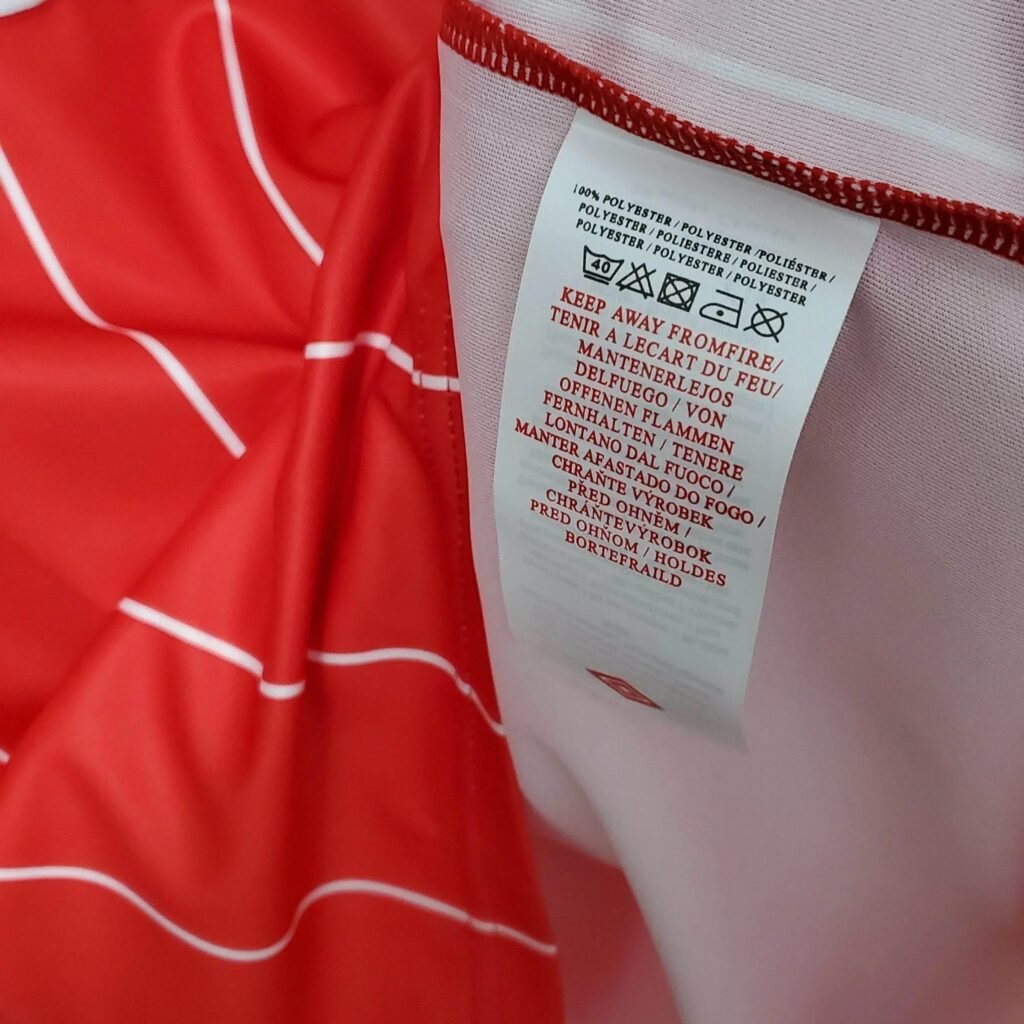 100% POLYESTER / POLYESTER /POLIÉSTER /
POLYESTER / POLIESTERE / POLIESTER /
POLYESTER / POLYESTER / POLYESTER
40
KEEP AWAY FROMFIRE/
TENIR A LECART DU FEU/
MANTENERLEJOS
DELFUEGO / VON
OFFENEN FLAMMEN
FERNHALTEN / TENERE
LONTANO DAL FUOCO /
MANTER AFASTADO DO FOGO /
CHRAŇTE VÝROBEK
PŘED OHNĚM /
CHRÁŇTEVÝROBOK
PRED OHŇOM / HOLDES
BORTEFRAILD